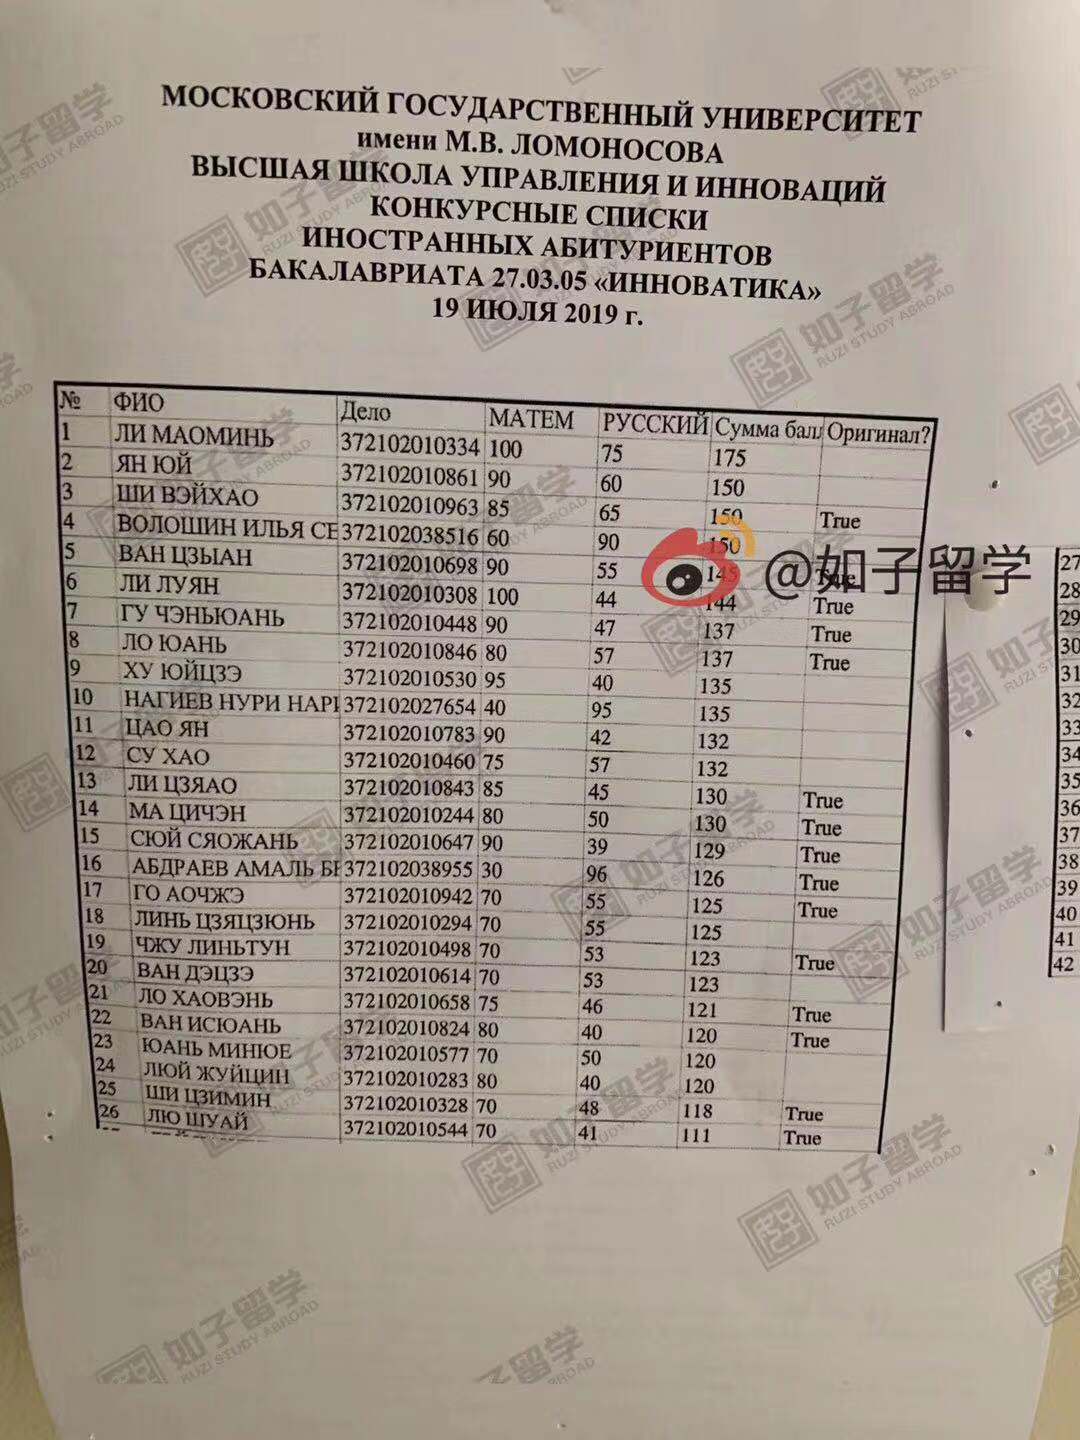 МОСКОВСКИЙ ГОСУДАРСТВЕННЫЙ УНИВЕРСИТЕТ
имени М.В. ЛОМОНОСОВА
ВЫСШАЯ ШКОЛА УПРАВЛЕНИЯ И ИННОВАЦИЙ
КОНКУРСНЫЕ СПИСКИ
ИНОСТРАННЫХ АБИТУРИЕНТОВ
БАКАЛАВРИАТА 27.03.05 «ИННОВАТИКА»
19 ИЮЛЯ 2019 г.
№ ФИО Дело МАТЕМ РУССКИЙ Сумма балл Оригинал?
1 ЛИ МАОМИНЬ 372102010334 100 75 175
2 ЯН ЮЙ 372102010861 90 60 150
3 ШИ ВЭЙХАО 372102010963 85 65 150 True
4 ВОЛОШИН ИЛЬЯ СЕ 372102038516 60 90 150
5 ВАН ЦЗЫАН 372102010698 90 55 145 True
6 ЛИ ЛУЯН 372102010308 100 44 144 True
7 ГУ ЧЭНЬЮАНЬ 372102010448 90 47 137 True
8 ЛО ЮАНЬ 372102010846 80 57 137 True
9 ХУ ЮЙЦЗЭ 372102010530 95 40 135
10 НАГИЕВ НУРИ НАРИ 372102027654 40 95 135
11 ЦАО ЯН 372102010783 90 42 132
12 СУ ХАО 372102010460 75 57 132
13 ЛИ ЦЗЯАО 372102010843 85 45 130 True
14 МА ЦИЧЭН 372102010244 80 50 130 True
15 СЮЙ СЯОЖАНЬ 372102010647 90 39 129 True
16 АБДРАЕВ АМАЛЬ БЕ 372102038955 30 96 126 True
17 ГО АОЧЖЭ 372102010942 70 55 125 True
18 ЛИНЬ ЦЗЯЦЗЮНЬ 372102010294 70 55 125
19 ЧЖУ ЛИНЬТУН 372102010498 70 53 123 True
20 ВАН ДЭЦЗЭ 372102010614 70 53 123
21 ЛО ХАОВЭНЬ 372102010658 75 46 121 True
22 ВАН ИСЮАНЬ 372102010824 80 40 120 True
23 ЮАНЬ МИНЮЕ 372102010577 70 50 120
24 ЛЮЙ ЖУЙЦИН 372102010283 80 40 120
25 ШИ ЦЗИМИН 372102010328 70 48 118 True
26 ЛЮ ШУАЙ 372102010544 70 41 111 True
@如子留学
27
28
29
30
31
32
33
34
35
36
37
38
39
40
41
42
如子留学
RUZI STUDY ABROAD